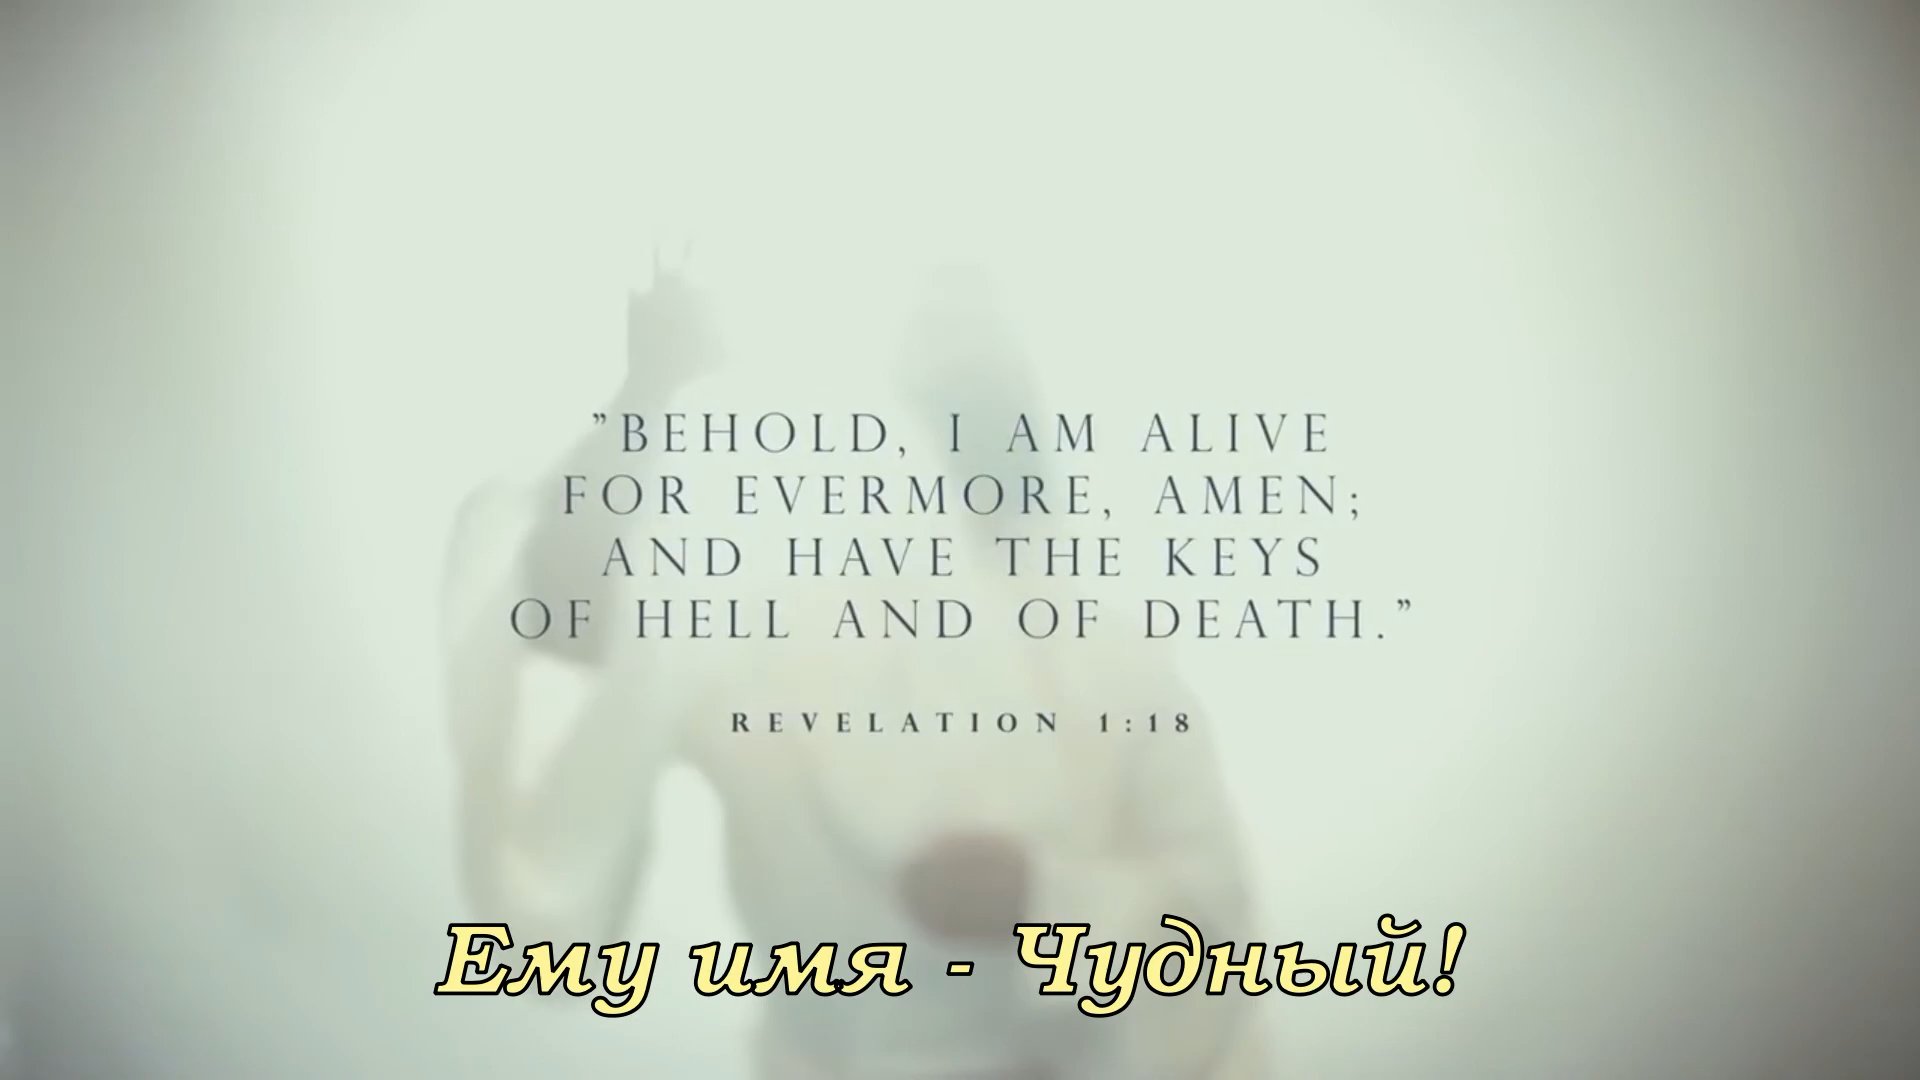 ”BEHOLD, I AM ALIVE
FOR EVERMORE, AMEN;
AND HAVE THE KEYS
OF HELL AND OF DEATH.”
REVELATION 1:18
Ему имя - Чудный!